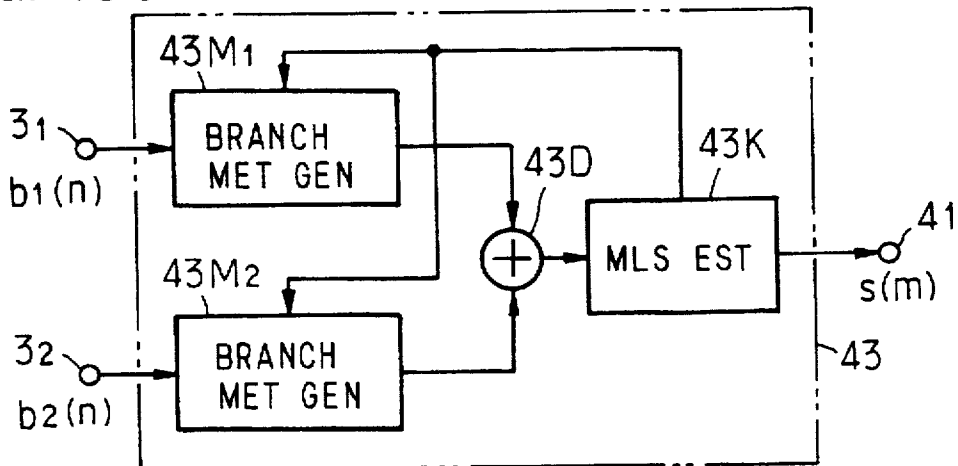 43M1
31
BRANCH
MET GEN
b1(n)
43D
43K
MLS EST
41
s(m)
43M2
32
BRANCH
MET GEN
b2(n)
43